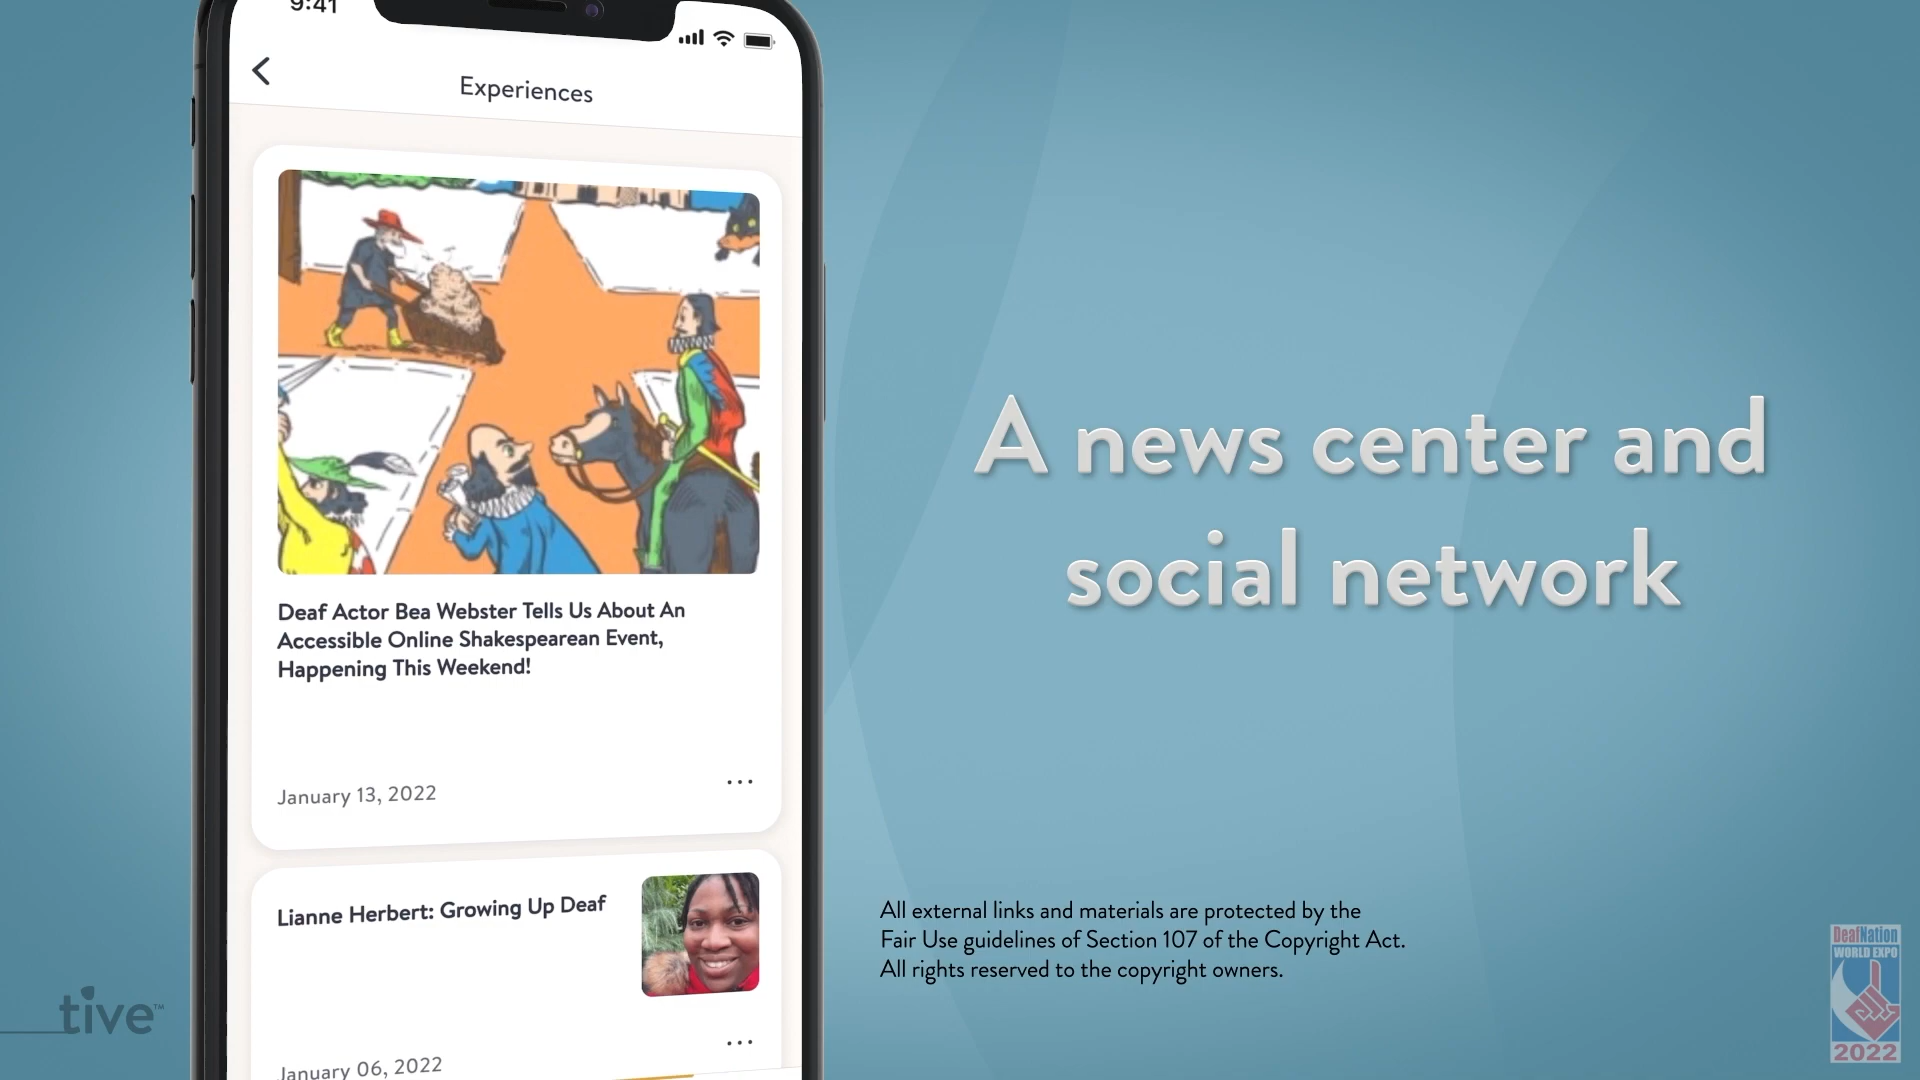 9:41
Experiences
Deaf Actor Bea Webster Tells Us About An
Accessible Online Shakespearean Event,
Happening This Weekend!
January 13, 2022
Lianne Herbert: Growing Up Deaf
January 06, 2022
A news center and
social network
All external links and materials are protected by the
Fair Use guidelines of Section 107 of the Copyright Act.
All rights reserved to the copyright owners.
tive™
DeafNation
WORLD EXPO
2022